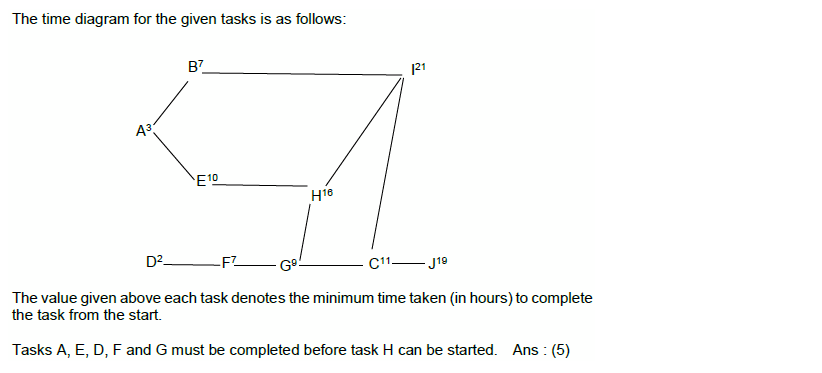 The time diagram for the given tasks is as follows:
B⁷
I²¹
A³
E¹⁰
H¹⁶
D² F⁷ G⁹ C¹¹ J¹⁹
The value given above each task denotes the minimum time taken (in hours) to complete
the task from the start.
Tasks A, E, D, F and G must be completed before task H can be started. Ans : (5)